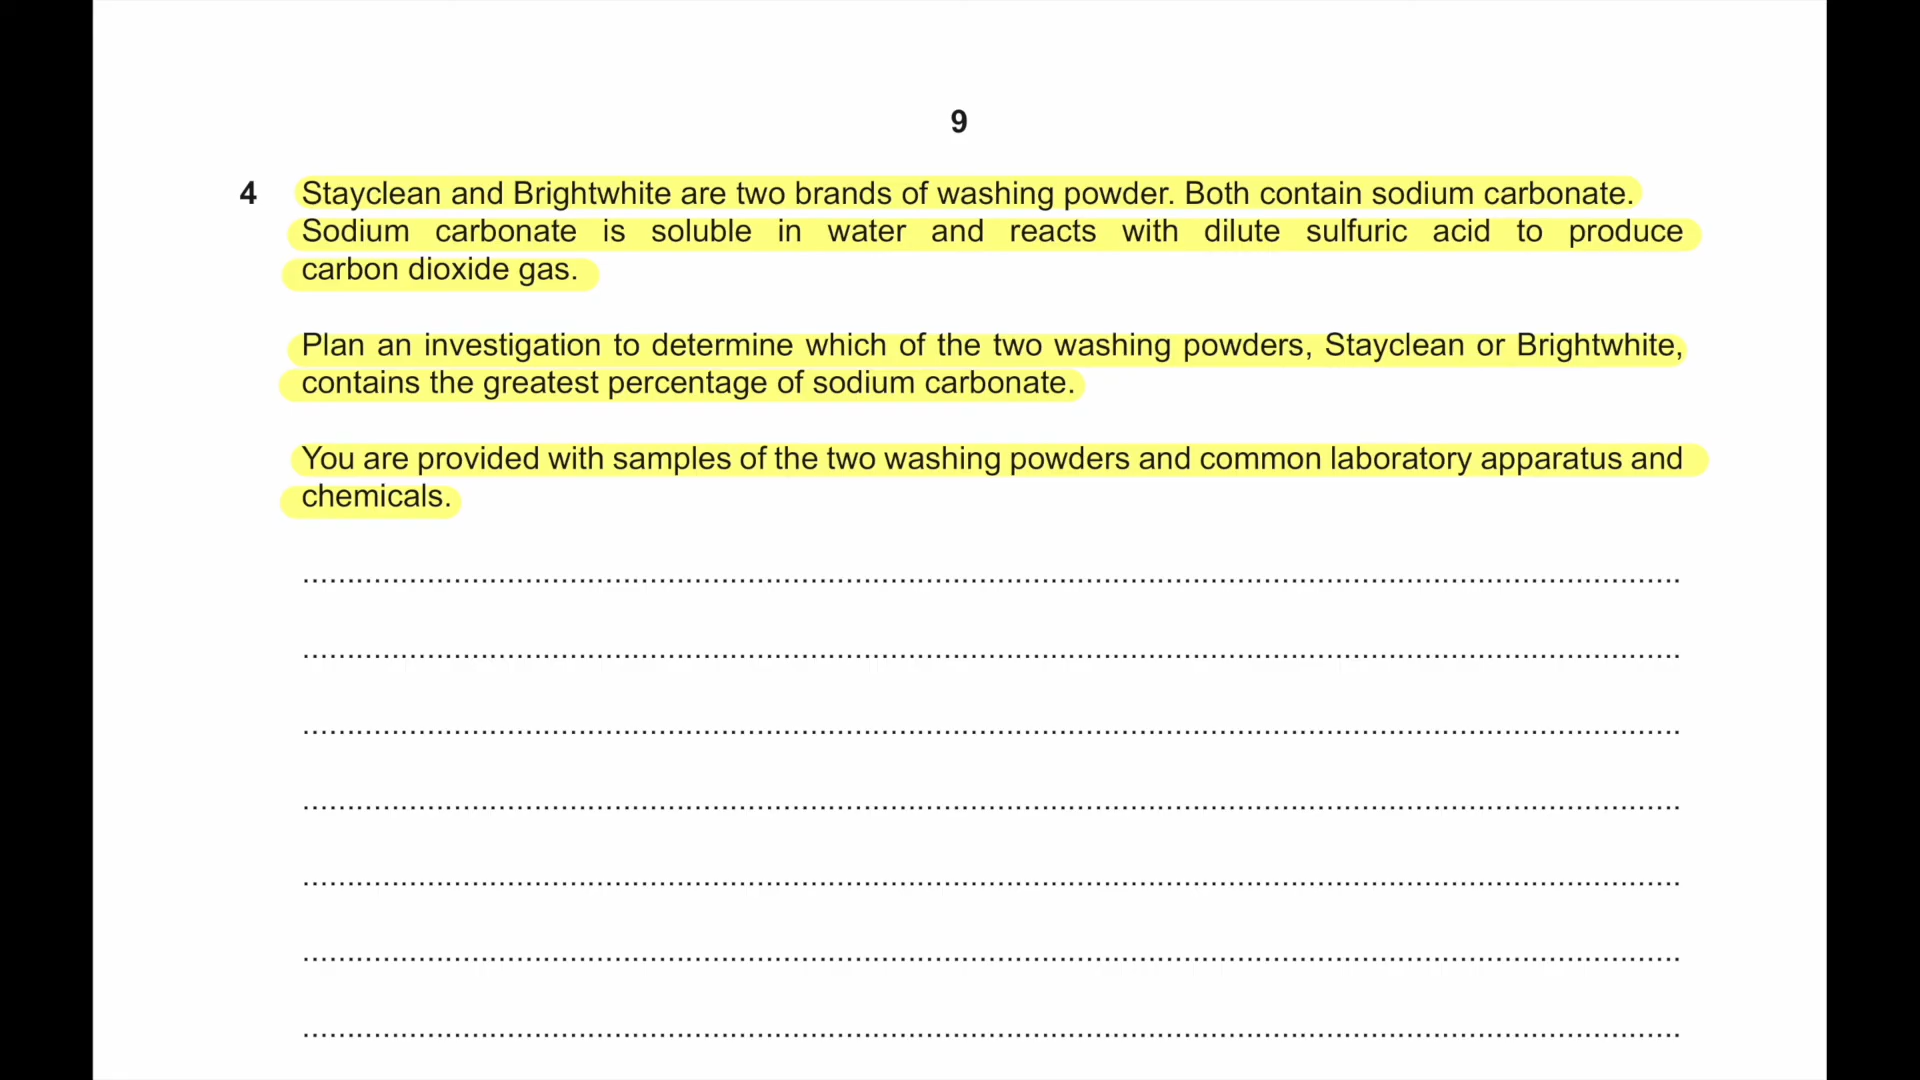 9
4 Stayclean and Brightwhite are two brands of washing powder. Both contain sodium carbonate.
Sodium carbonate is soluble in water and reacts with dilute sulfuric acid to produce
carbon dioxide gas.
Plan an investigation to determine which of the two washing powders, Stayclean or Brightwhite,
contains the greatest percentage of sodium carbonate.
You are provided with samples of the two washing powders and common laboratory apparatus and
chemicals.